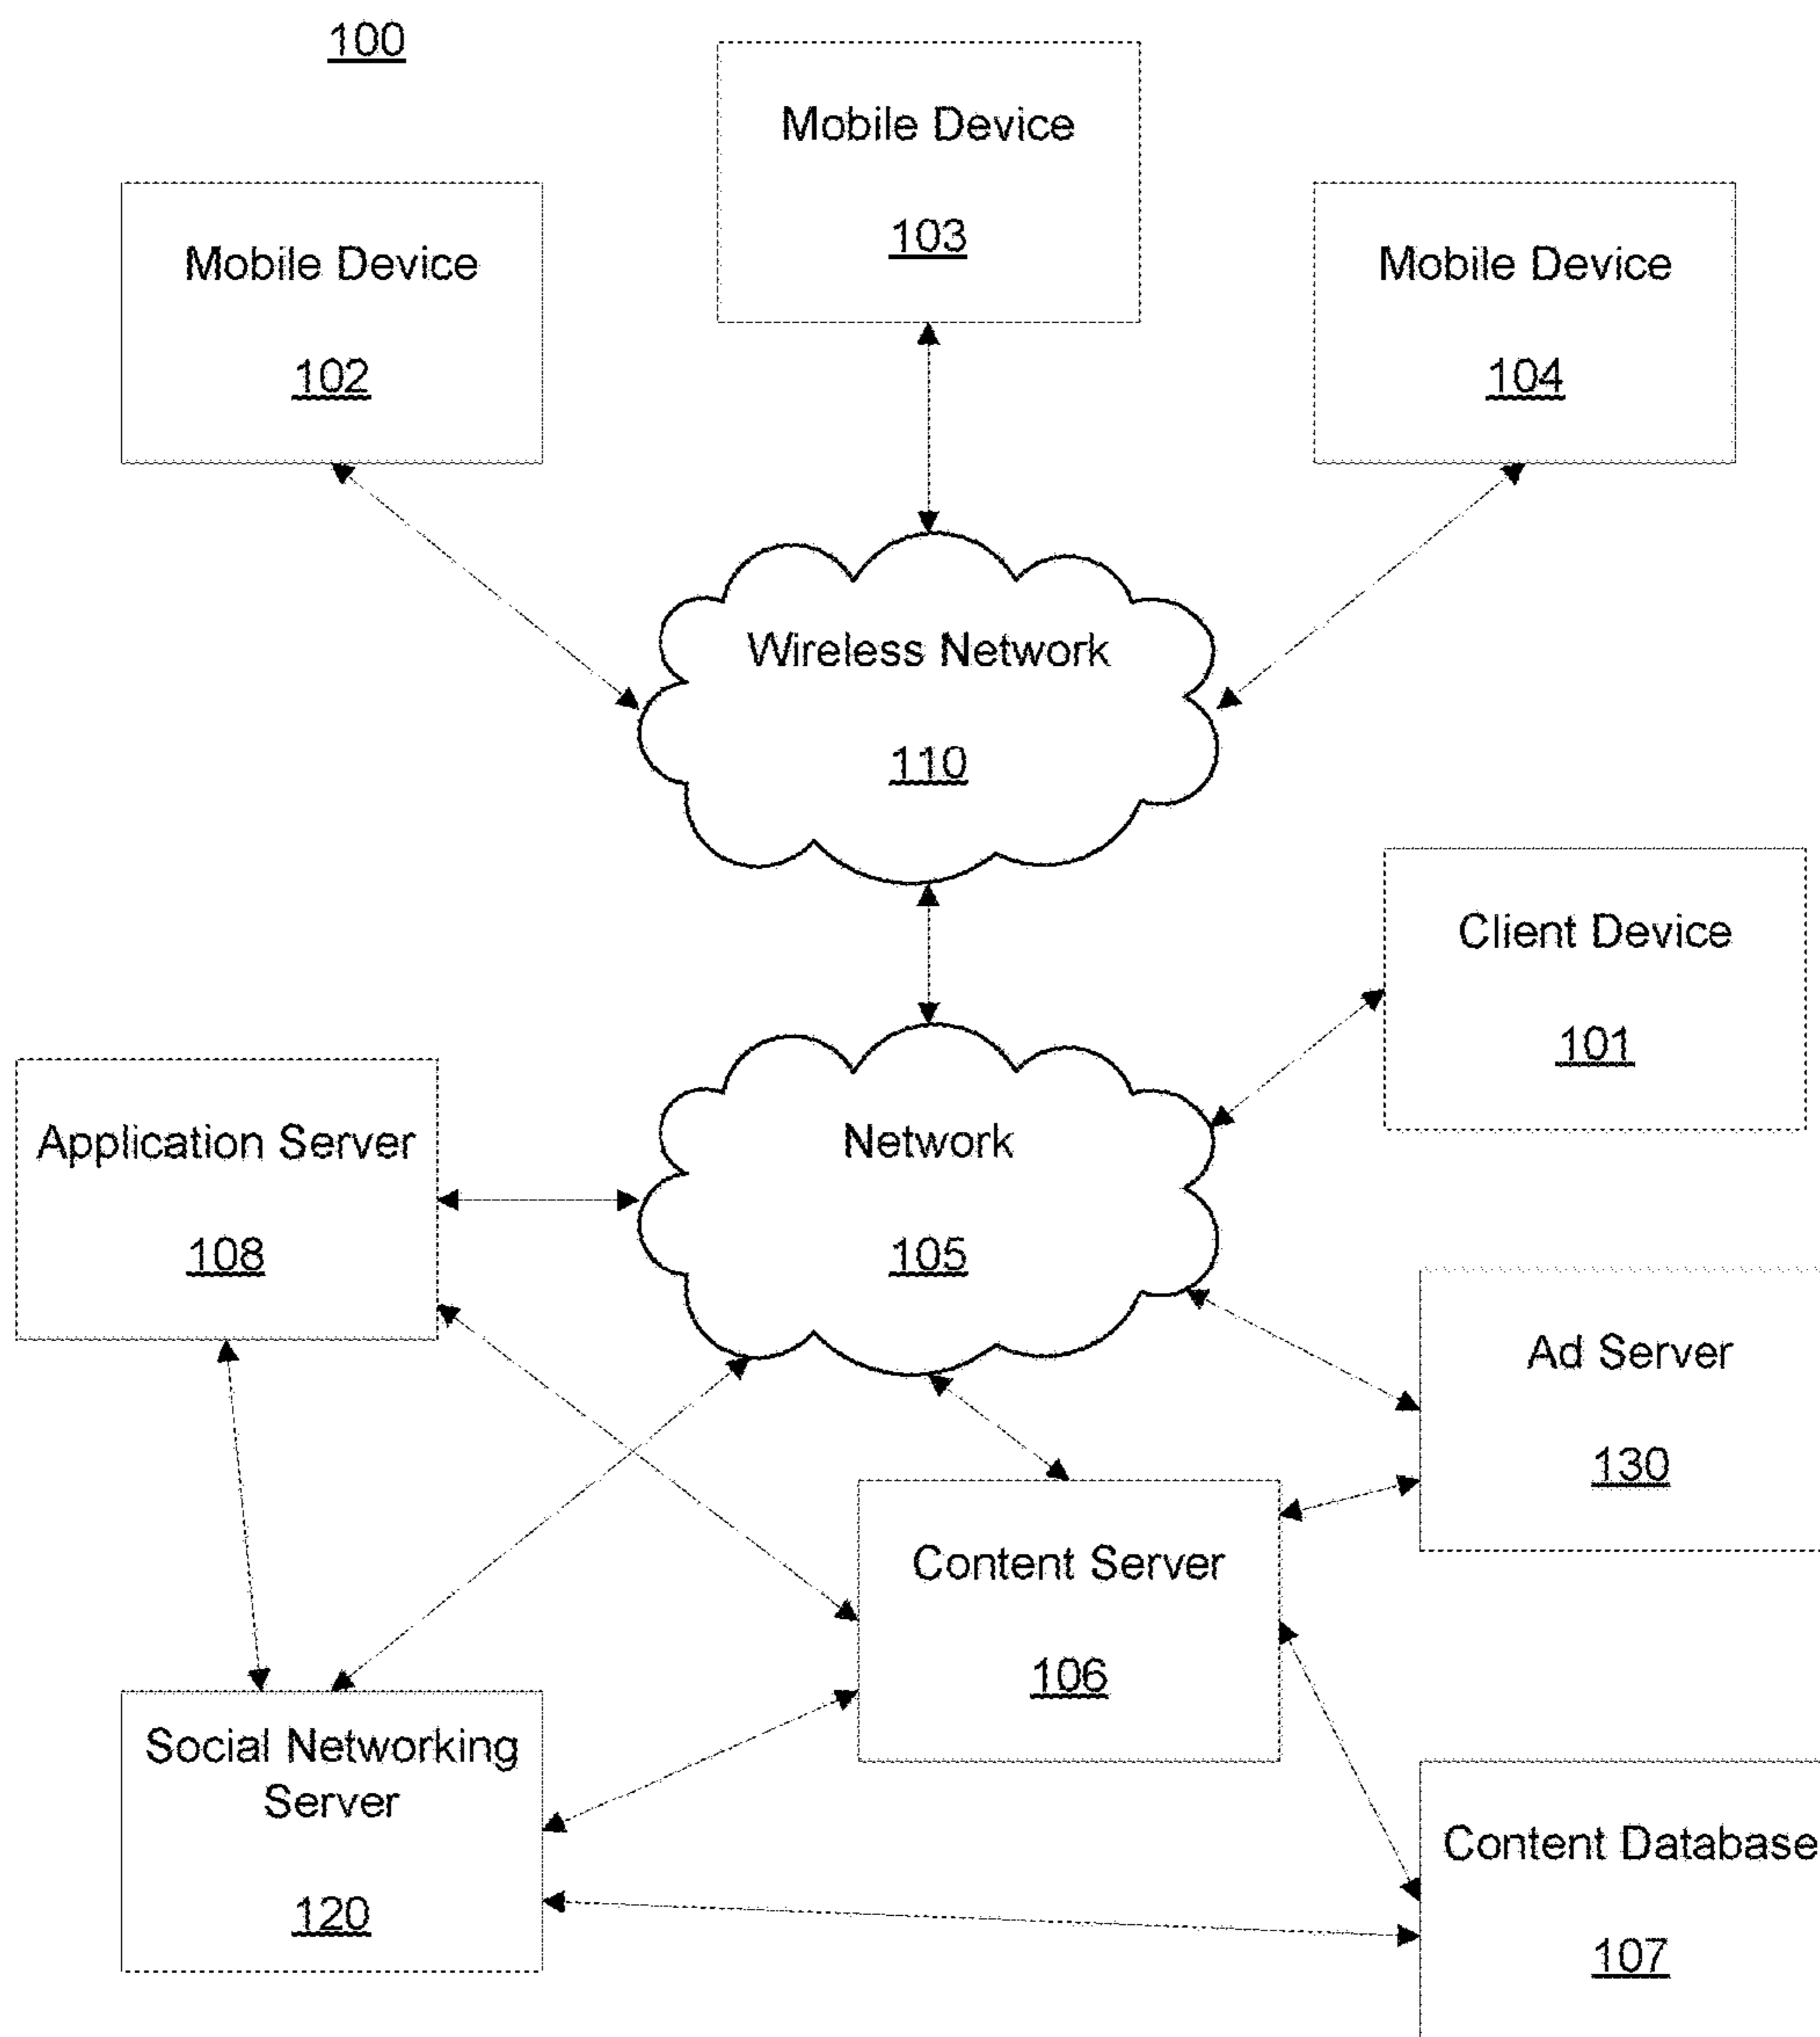 100
Mobile Device
103
Mobile Device
102
Mobile Device
104
Wireless Network
110
Client Device
101
Network
105
Application Server
108
Ad Server
130
Content Server
106
Social Networking
Server
120
Content Database
107